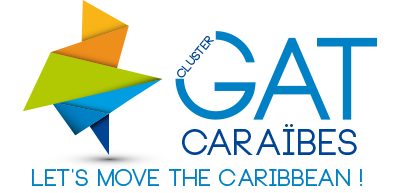 CLUSTER
GAT
CARAÏBES
LET'S MOVE THE CARIBBEAN !